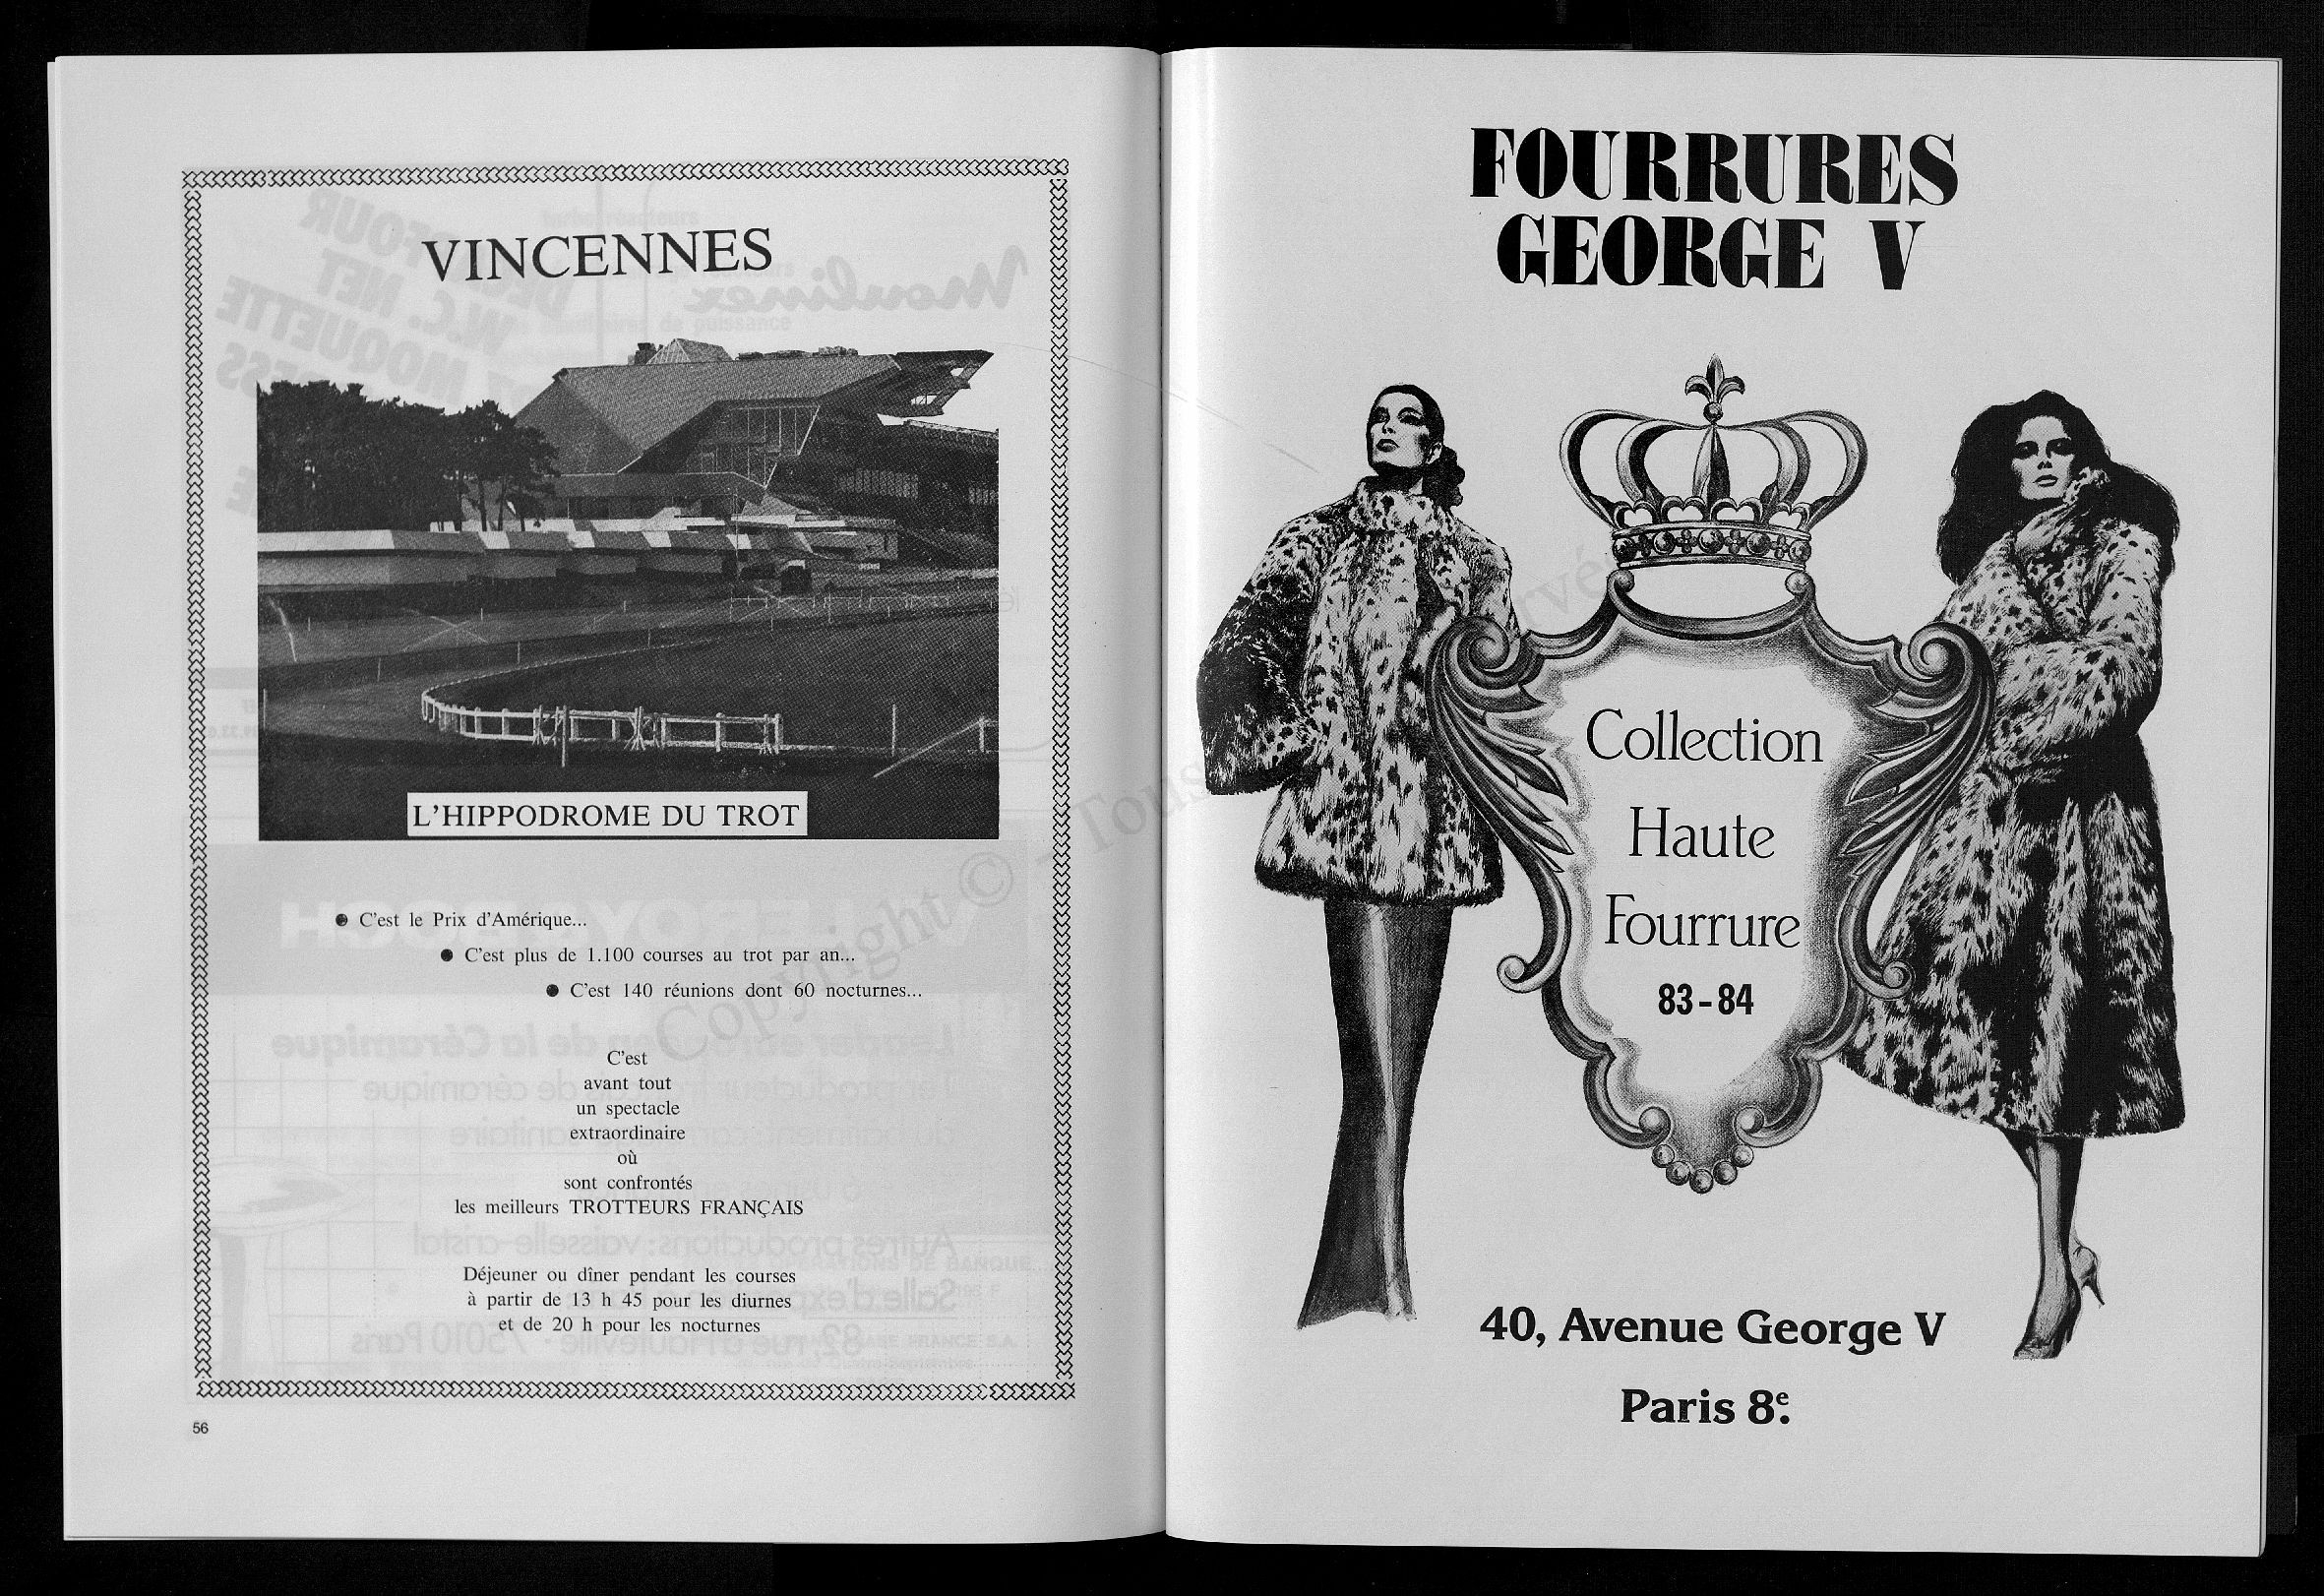 VINCENNES
L'HIPPODROME DU TROT
● C'est le Prix d'Amérique...
● C'est plus de 1.100 courses au trot par an...
● C'est 140 réunions dont 60 nocturnes...
C'est
avant tout
un spectacle
extraordinaire
où
sont confrontés
les meilleurs TROTTEURS FRANÇAIS
Déjeuner ou dîner pendant les courses
à partir de 13 h 45 pour les diurnes
et de 20 h pour les nocturnes
56
Copyright © - Tous
FOURRURES
GEORGE V
Collection
Haute
Fourrure
83-84
40, Avenue George V
Paris 8e.